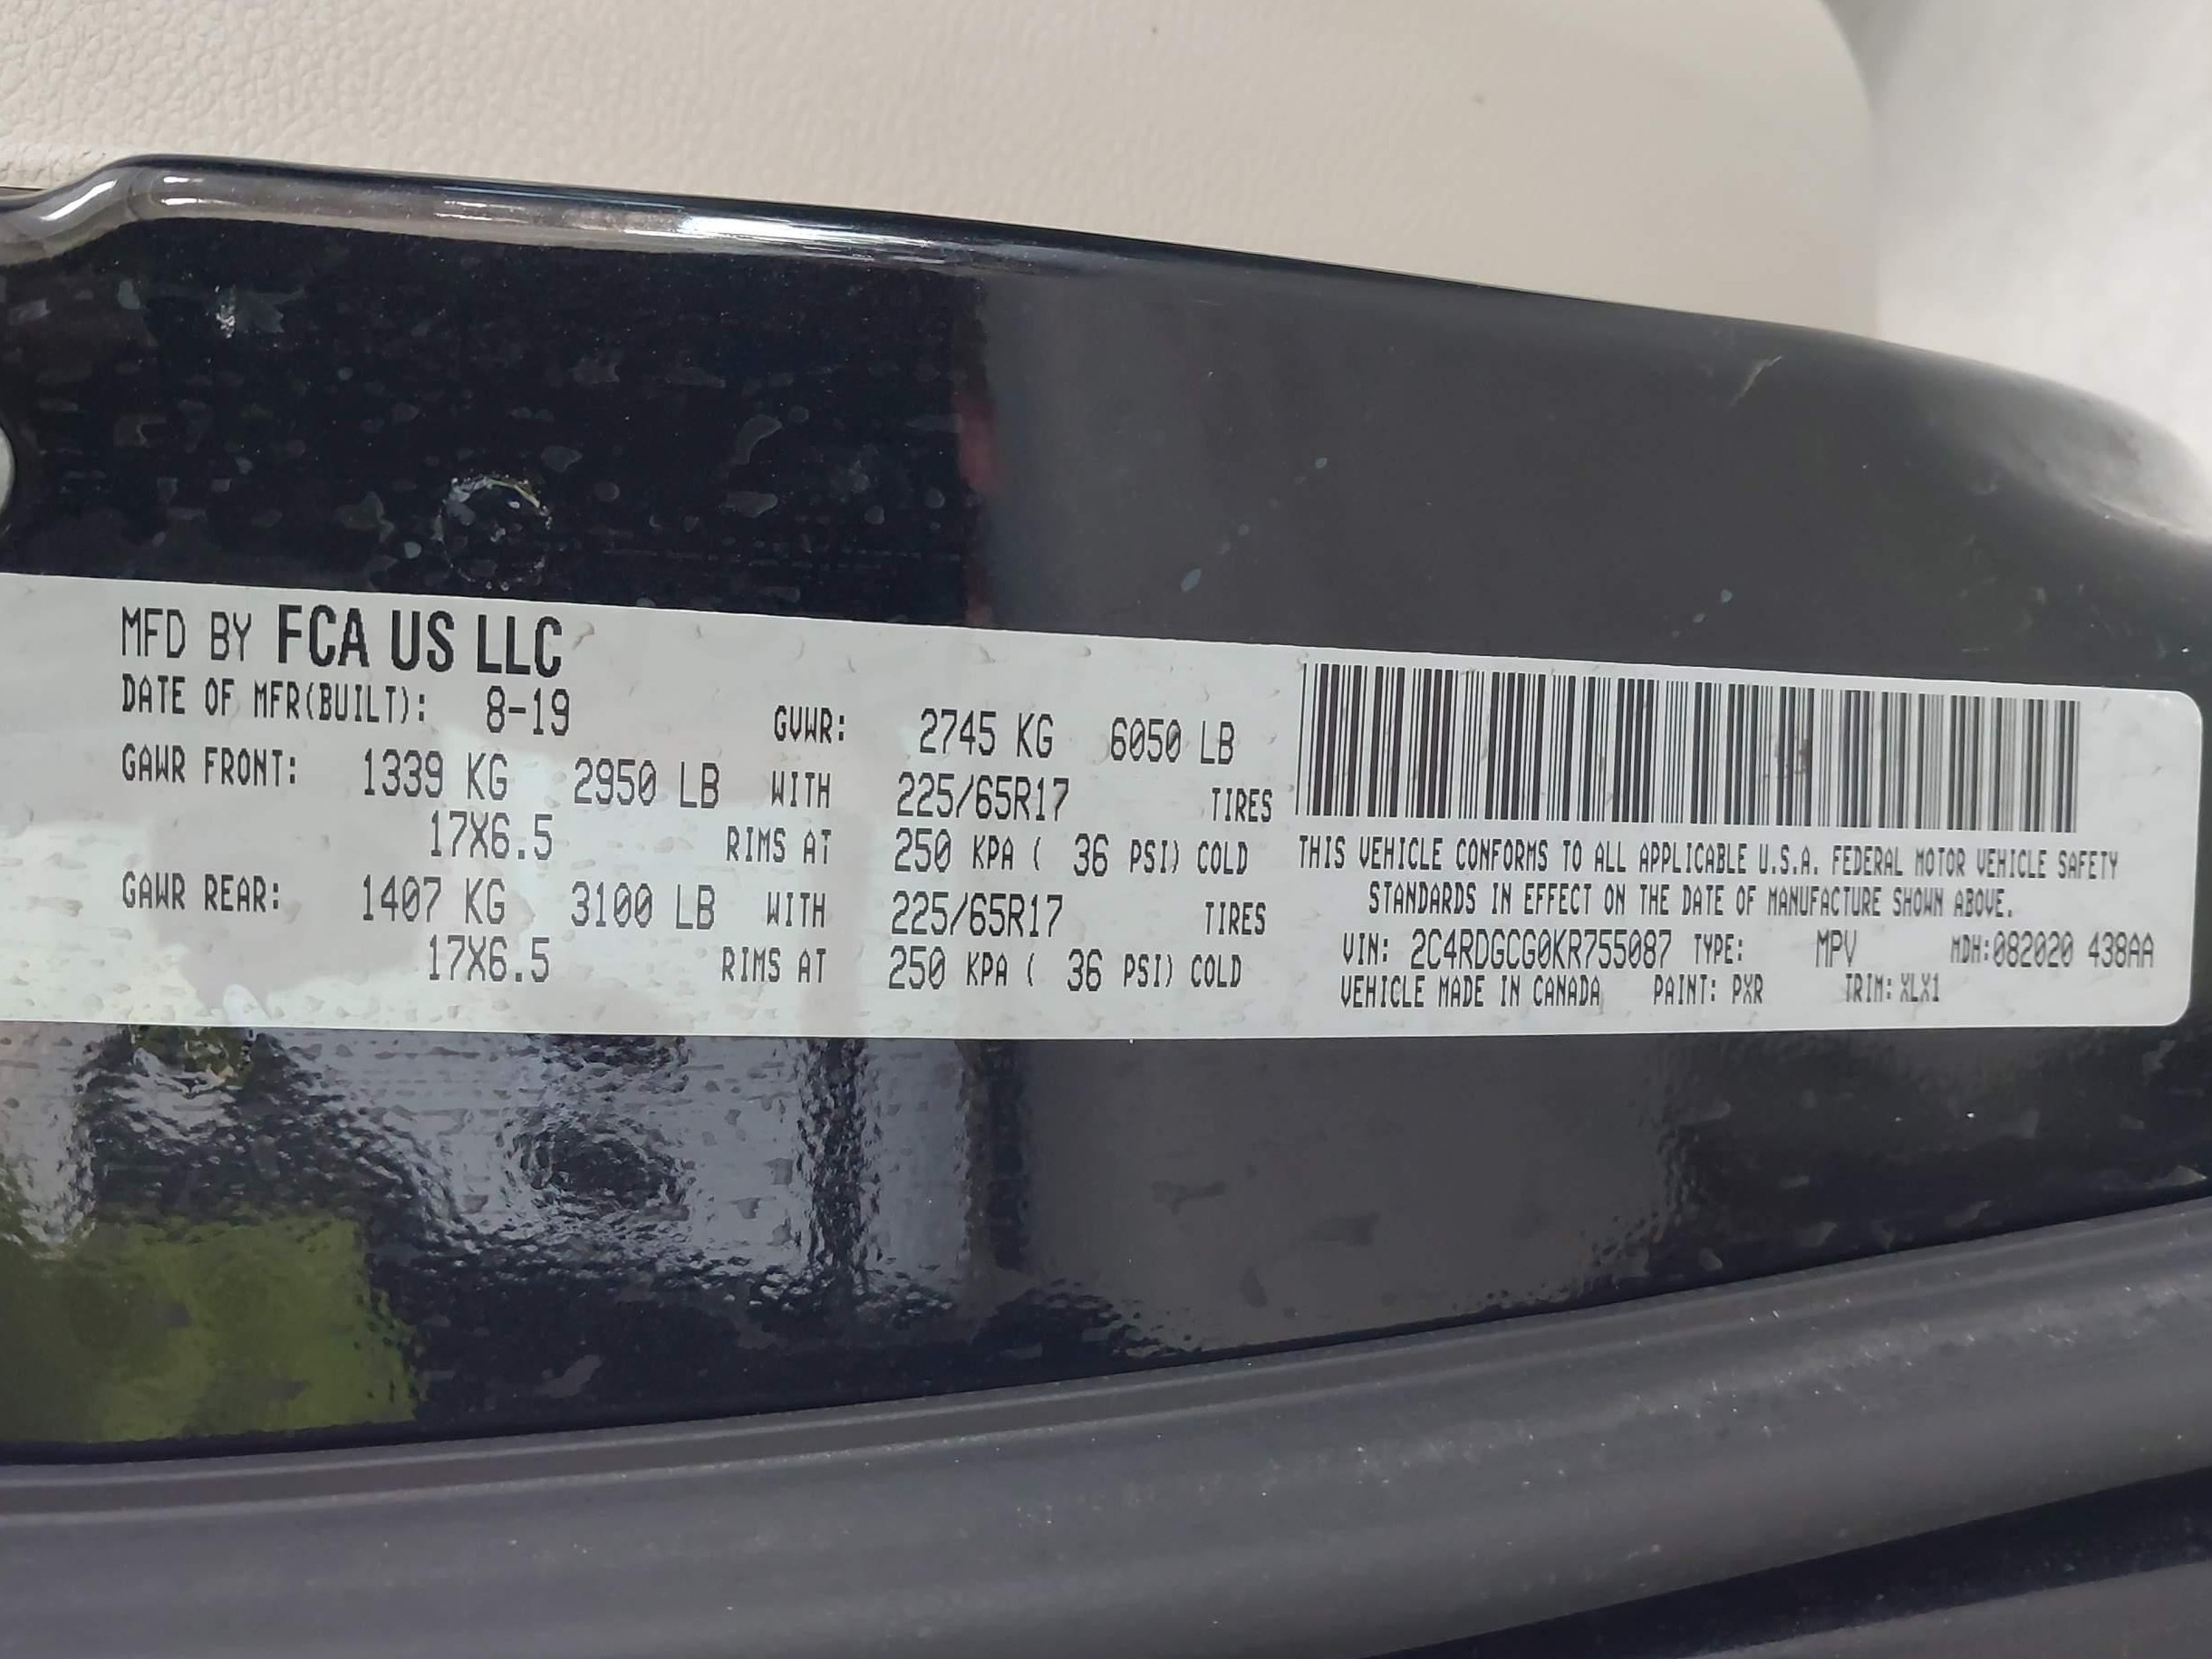 MFD BY FCA US LLC
DATE OF MFR(BUILT): 8-19 GVWR: 2745 KG 6050 LB
GAWR FRONT: 1339 KG 2950 LB WITH 225/65R17 TIRES
17X6.5 RIMS AT 250 KPA ( 36 PSI) COLD
GAWR REAR: 1407 KG 3100 LB WITH 225/65R17 TIRES
17X6.5 RIMS AT 250 KPA ( 36 PSI) COLD
THIS VEHICLE CONFORMS TO ALL APPLICABLE U.S.A. FEDERAL MOTOR VEHICLE SAFETY
STANDARDS IN EFFECT ON THE DATE OF MANUFACTURE SHOWN ABOVE.
VIN: 2C4RDGCG0KR755087 TYPE: MPV MDH:082020 438AA
VEHICLE MADE IN CANADA PAINT: PXR TRIM: XLX1